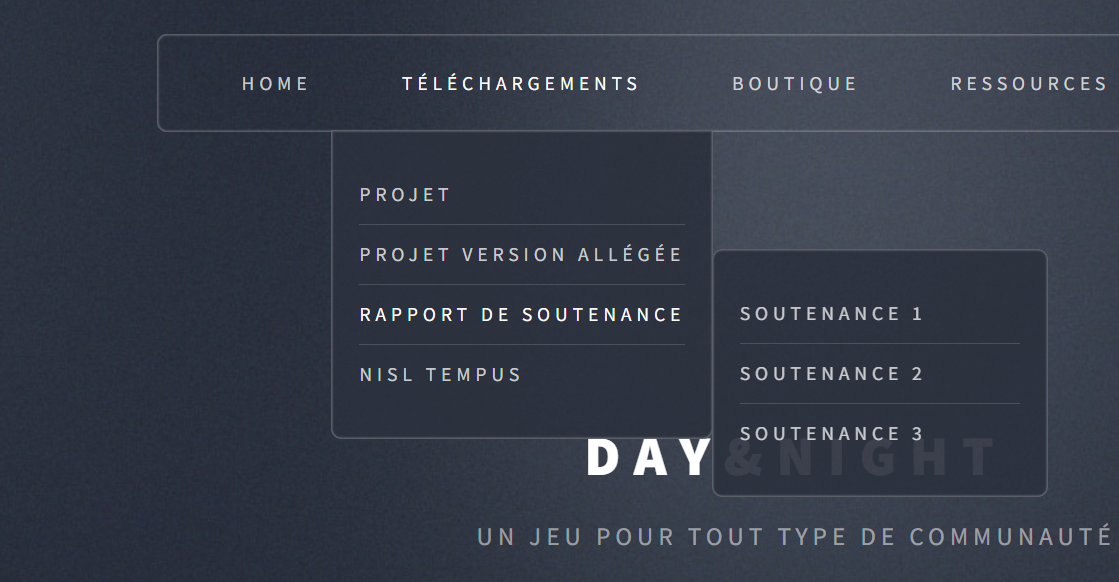 HOME TÉLÉCHARGEMENTS BOUTIQUE RESSOURCES
PROJET
PROJET VERSION ALLÉGÉE
RAPPORT DE SOUTENANCE
NISL TEMPUS
SOUTENANCE 1
SOUTENANCE 2
SOUTENANCE 3
DAY&NIGHT
UN JEU POUR TOUT TYPE DE COMMUNAUTÉ